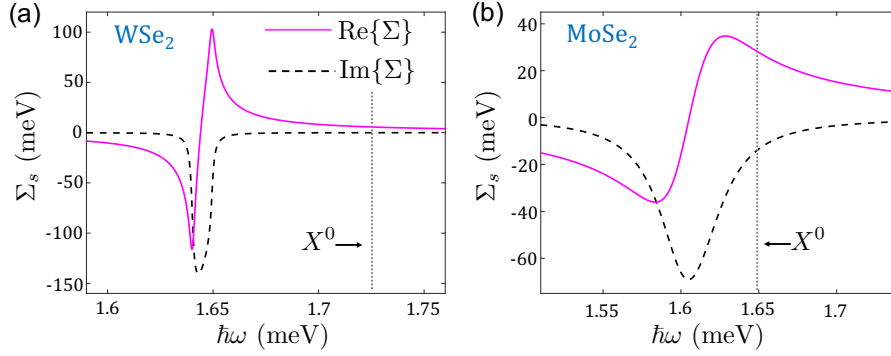 (a)
WSe₂
Re{Σ}
Im{Σ}
100
50
0
-50
-100
-150
Σₛ (meV)
X⁰
1.6
1.65
1.7
1.75
ħω (meV)
(b)
MoSe₂
40
20
0
-20
-40
-60
Σₛ (meV)
X⁰
1.55
1.6
1.65
1.7
ħω (meV)